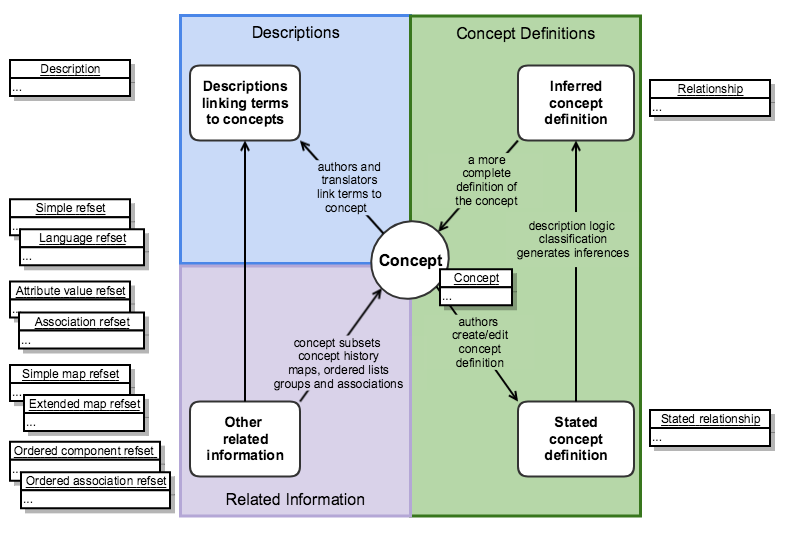 Descriptions
Concept Definitions
Description
...
Descriptions
linking terms
to concepts
Inferred
concept
definition
Relationship
...
authors and
translators
link terms to
concept
a more
complete
definition of
the concept
Simple refset
...
Language refset
...
description logic
classification
generates inferences
Concept
Concept
...
Attribute value refset
...
Association refset
...
authors
create/edit
concept
definition
concept subsets
concept history
maps, ordered lists
groups and associations
Simple map refset
...
Extended map refset
...
Other
related
information
Stated
concept
definition
Stated relationship
...
Ordered component refset
...
Ordered association refset
...
Related Information